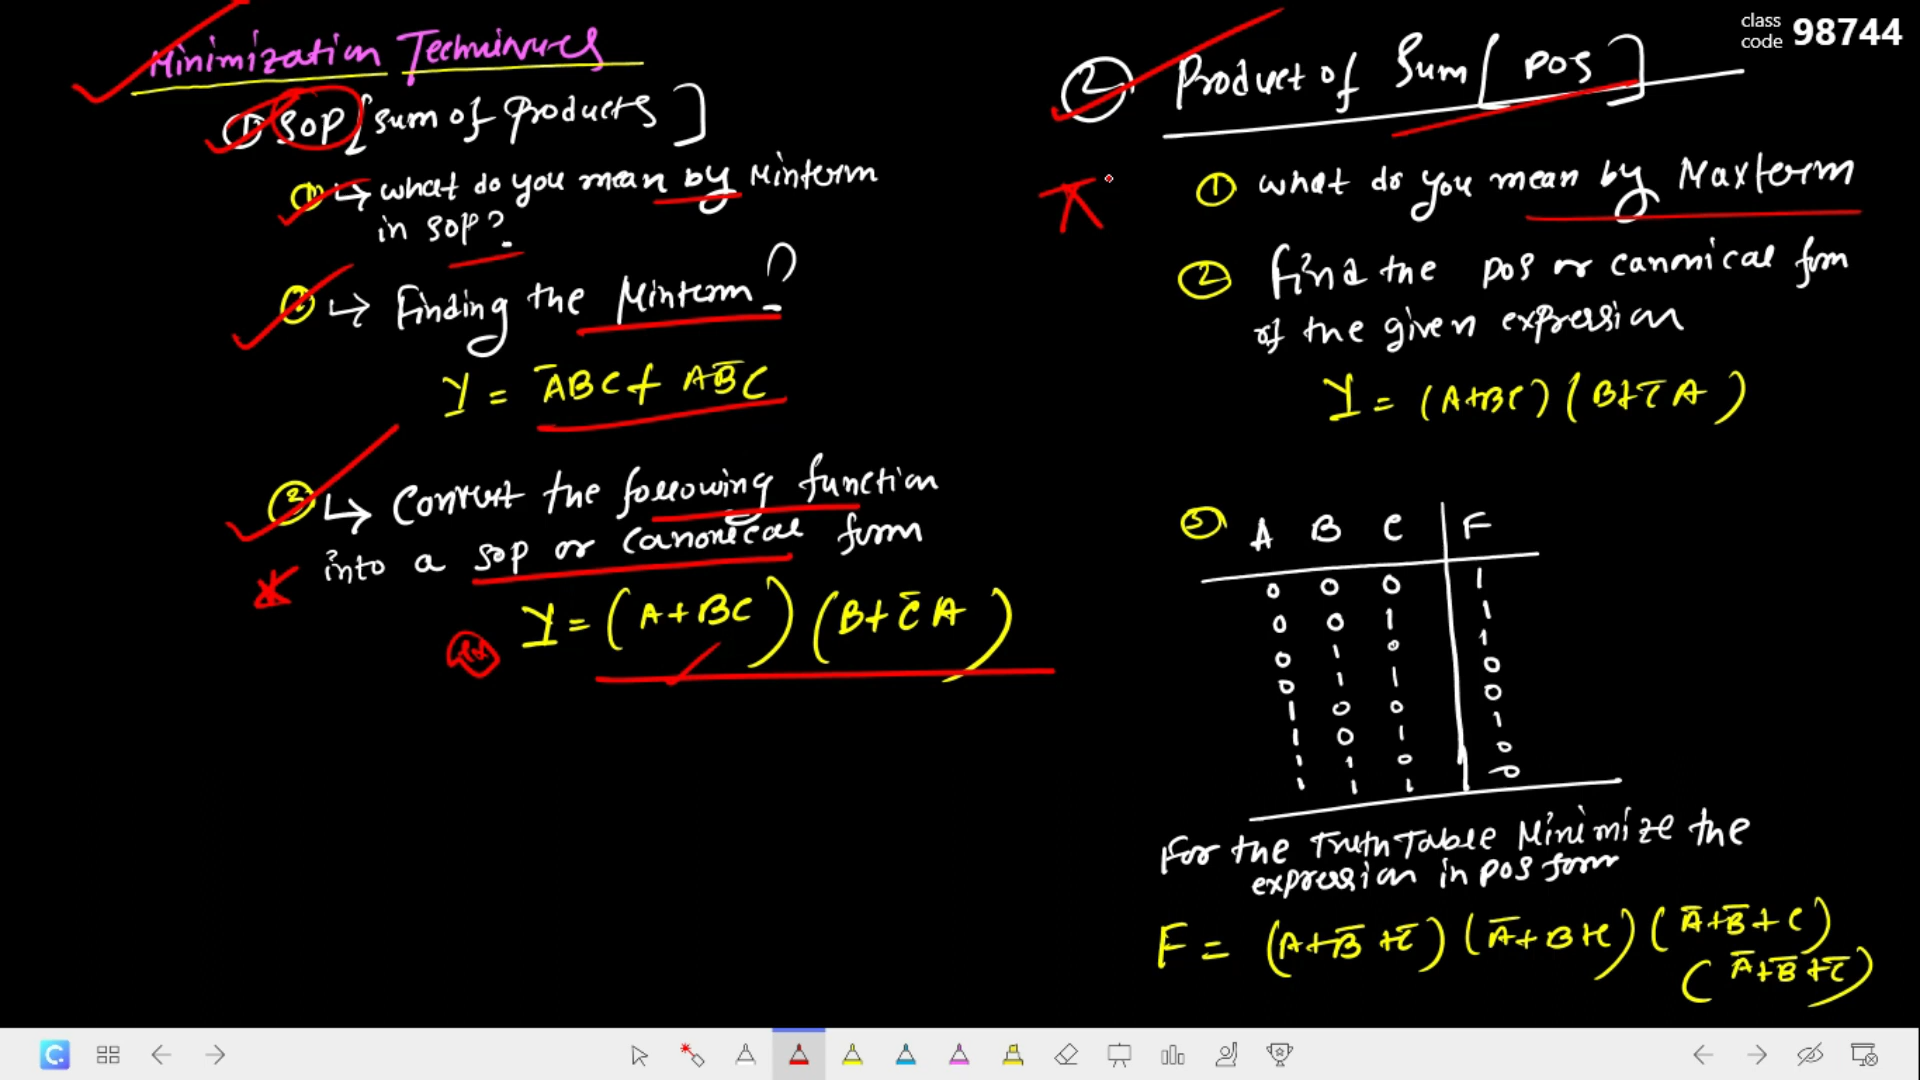 class code 98744
Minimization Techniques
① SOP [Sum of Products]
① ↳ what do you mean by Minterm
in SOP?
② ↳ Finding the Minterm?
Y = A̅BC + AB̅C
③ ↳ Convert the following function
into a SOP or Canonical form
Y = (A+BC) (B+C̅A)
② Product of Sum [POS]
① what do you mean by Maxterm
② Find the POS or canonical form
of the given expression
Y = (A+BC) (B+C̅A)
③ A B C F
0 0 0 1
0 0 1 1
0 1 0 1
0 1 1 0
1 0 0 0
1 0 1 1
1 1 0 0
1 1 1 0
For the Truth Table Minimize the
expression in POS form
F = (A+B̅+C̅) (A̅+B+C) (A̅+B̅+C)
(A̅+B̅+C̅)